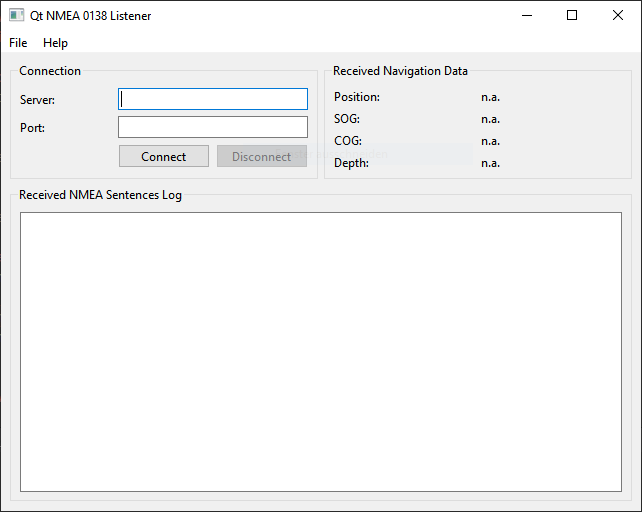 Qt NMEA 0138 Listener
File Help
Connection
Server:
Port:
Connect Disconnect
Received Navigation Data
Position: n.a.
SOG: n.a.
COG: n.a.
Depth: n.a.
Received NMEA Sentences Log